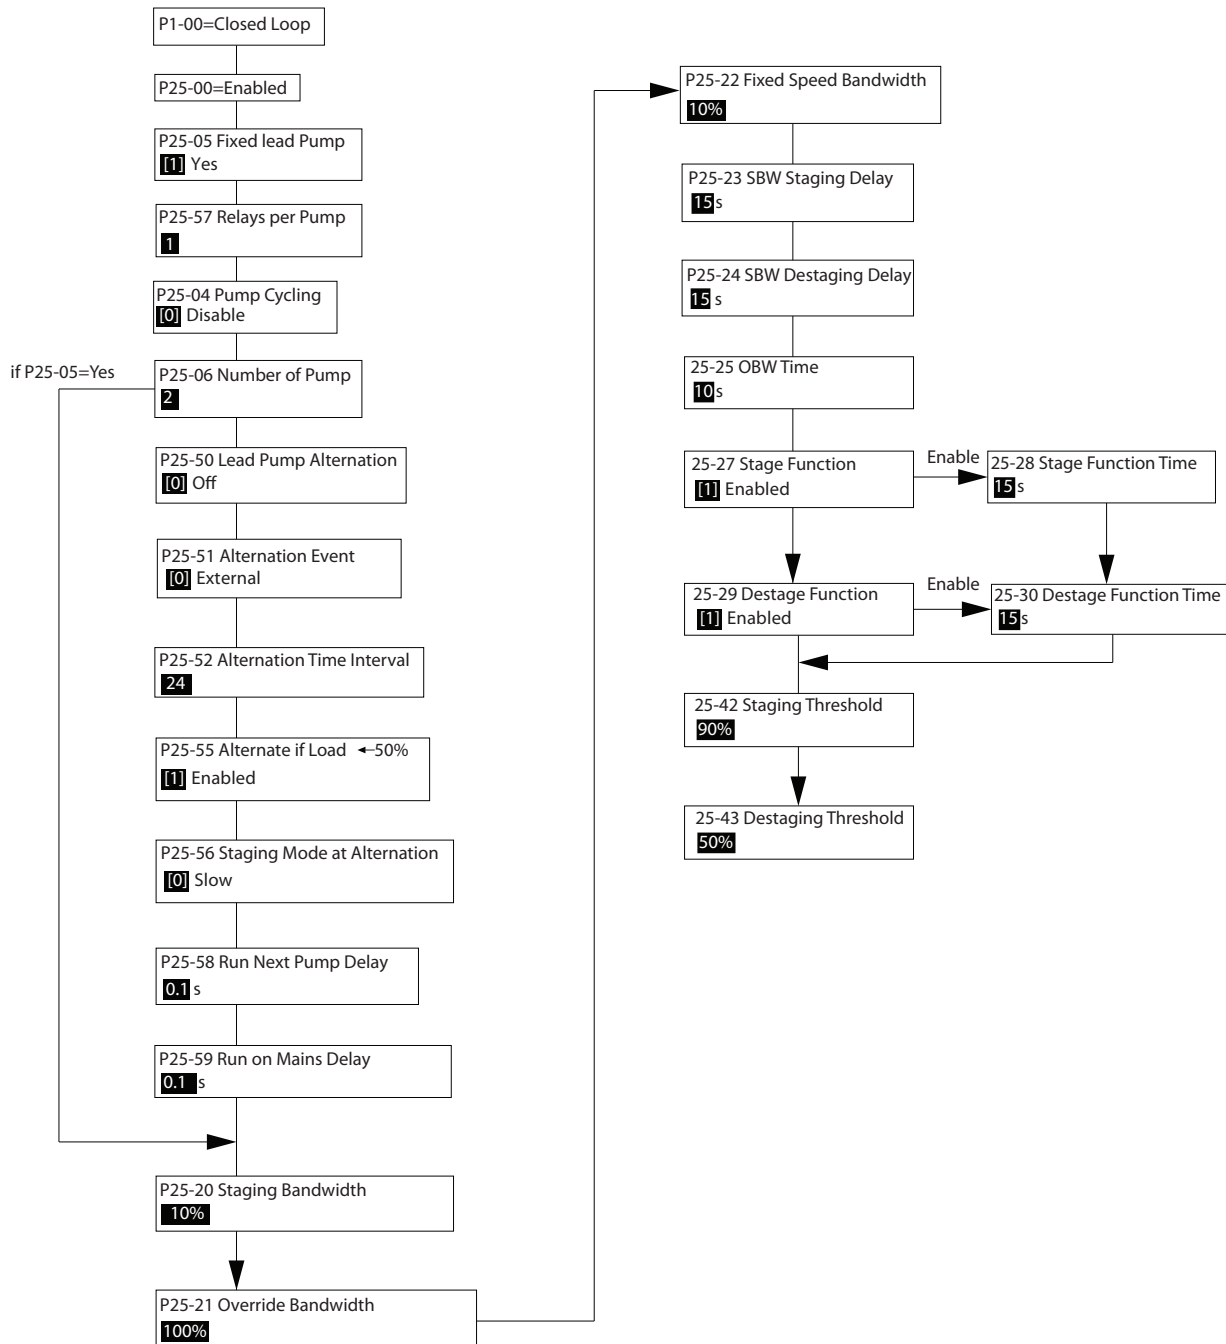 P1-00=Closed Loop
P25-00=Enabled
P25-05 Fixed lead Pump
[1] Yes
P25-57 Relays per Pump
1
P25-04 Pump Cycling
[0] Disable
if P25-05=Yes
P25-06 Number of Pump
2
P25-50 Lead Pump Alternation
[0] Off
P25-51 Alternation Event
[0] External
P25-52 Alternation Time Interval
24
P25-55 Alternate if Load ←50%
[1] Enabled
P25-56 Staging Mode at Alternation
[0] Slow
P25-58 Run Next Pump Delay
0.1 s
P25-59 Run on Mains Delay
0.1 s
P25-20 Staging Bandwidth
10%
P25-21 Override Bandwidth
100%
P25-22 Fixed Speed Bandwidth
10%
P25-23 SBW Staging Delay
15 s
P25-24 SBW Destaging Delay
15 s
25-25 OBW Time
10 s
25-27 Stage Function
[1] Enabled
Enable
25-28 Stage Function Time
15 s
25-29 Destage Function
[1] Enabled
Enable
25-30 Destage Function Time
15 s
25-42 Staging Threshold
90%
25-43 Destaging Threshold
50%